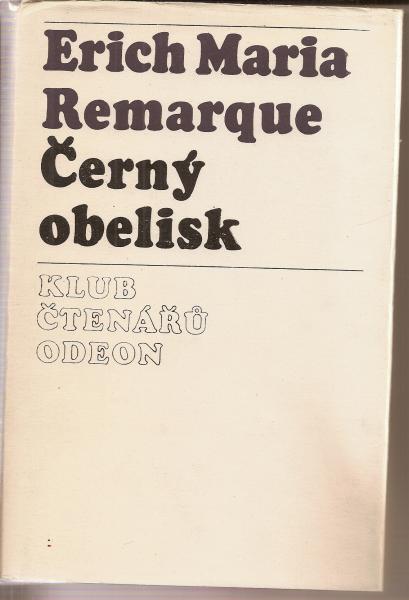 Erich Maria
Remarque
Černý
obelisk
KLUB
ČTENÁŘŮ
ODEON